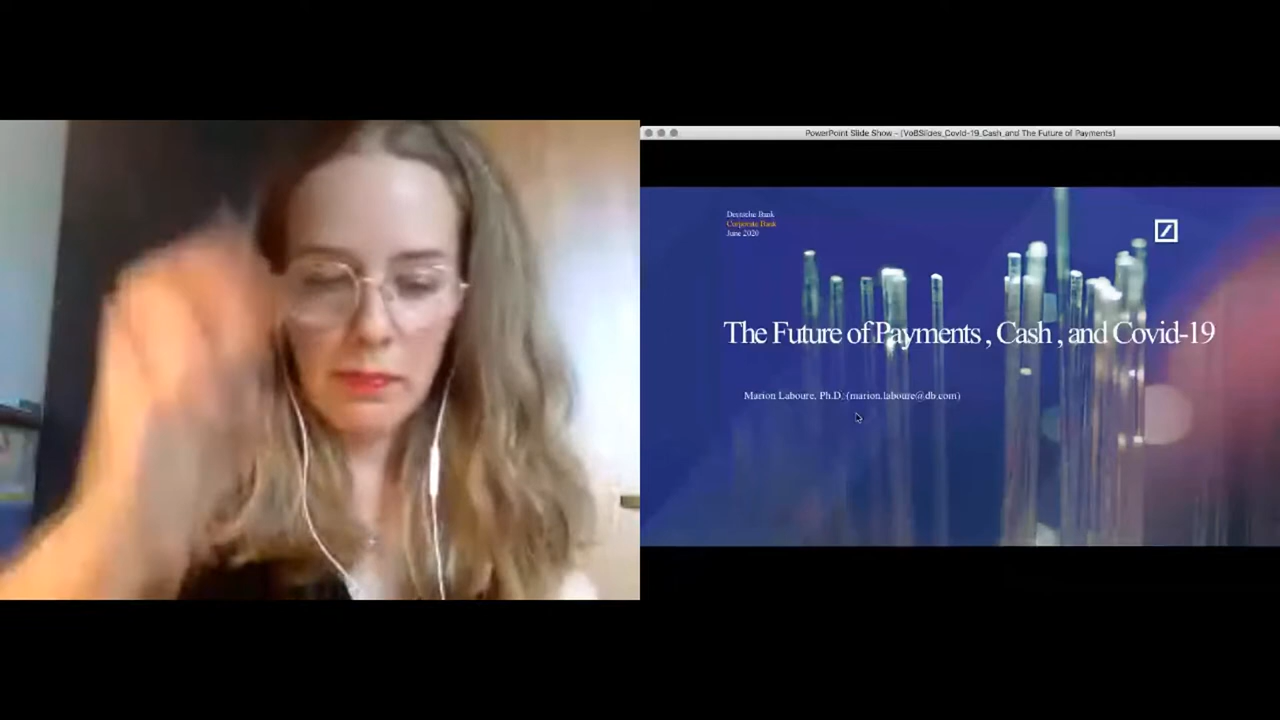 PowerPoint Slide Show - [VoBSlides_Covid-19_Cash_and The Future of Payments]
Deutsche Bank
Corporate Bank
June 2020
The Future of Payments , Cash , and Covid-19
Marion Laboure, Ph.D. (marion.laboure@db.com)